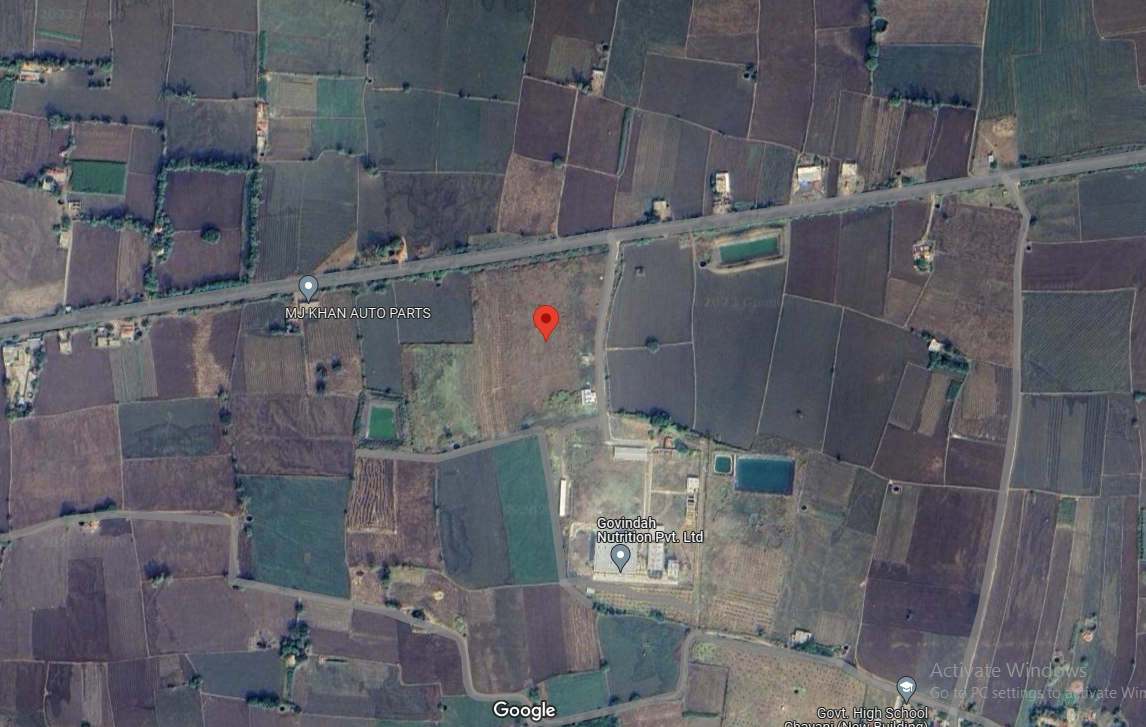 MJ KHAN AUTO PARTS
Govindah
Nutrition Pvt. Ltd
Activate Windows
Go to PC settings to activate Win
Govt. High School
Google